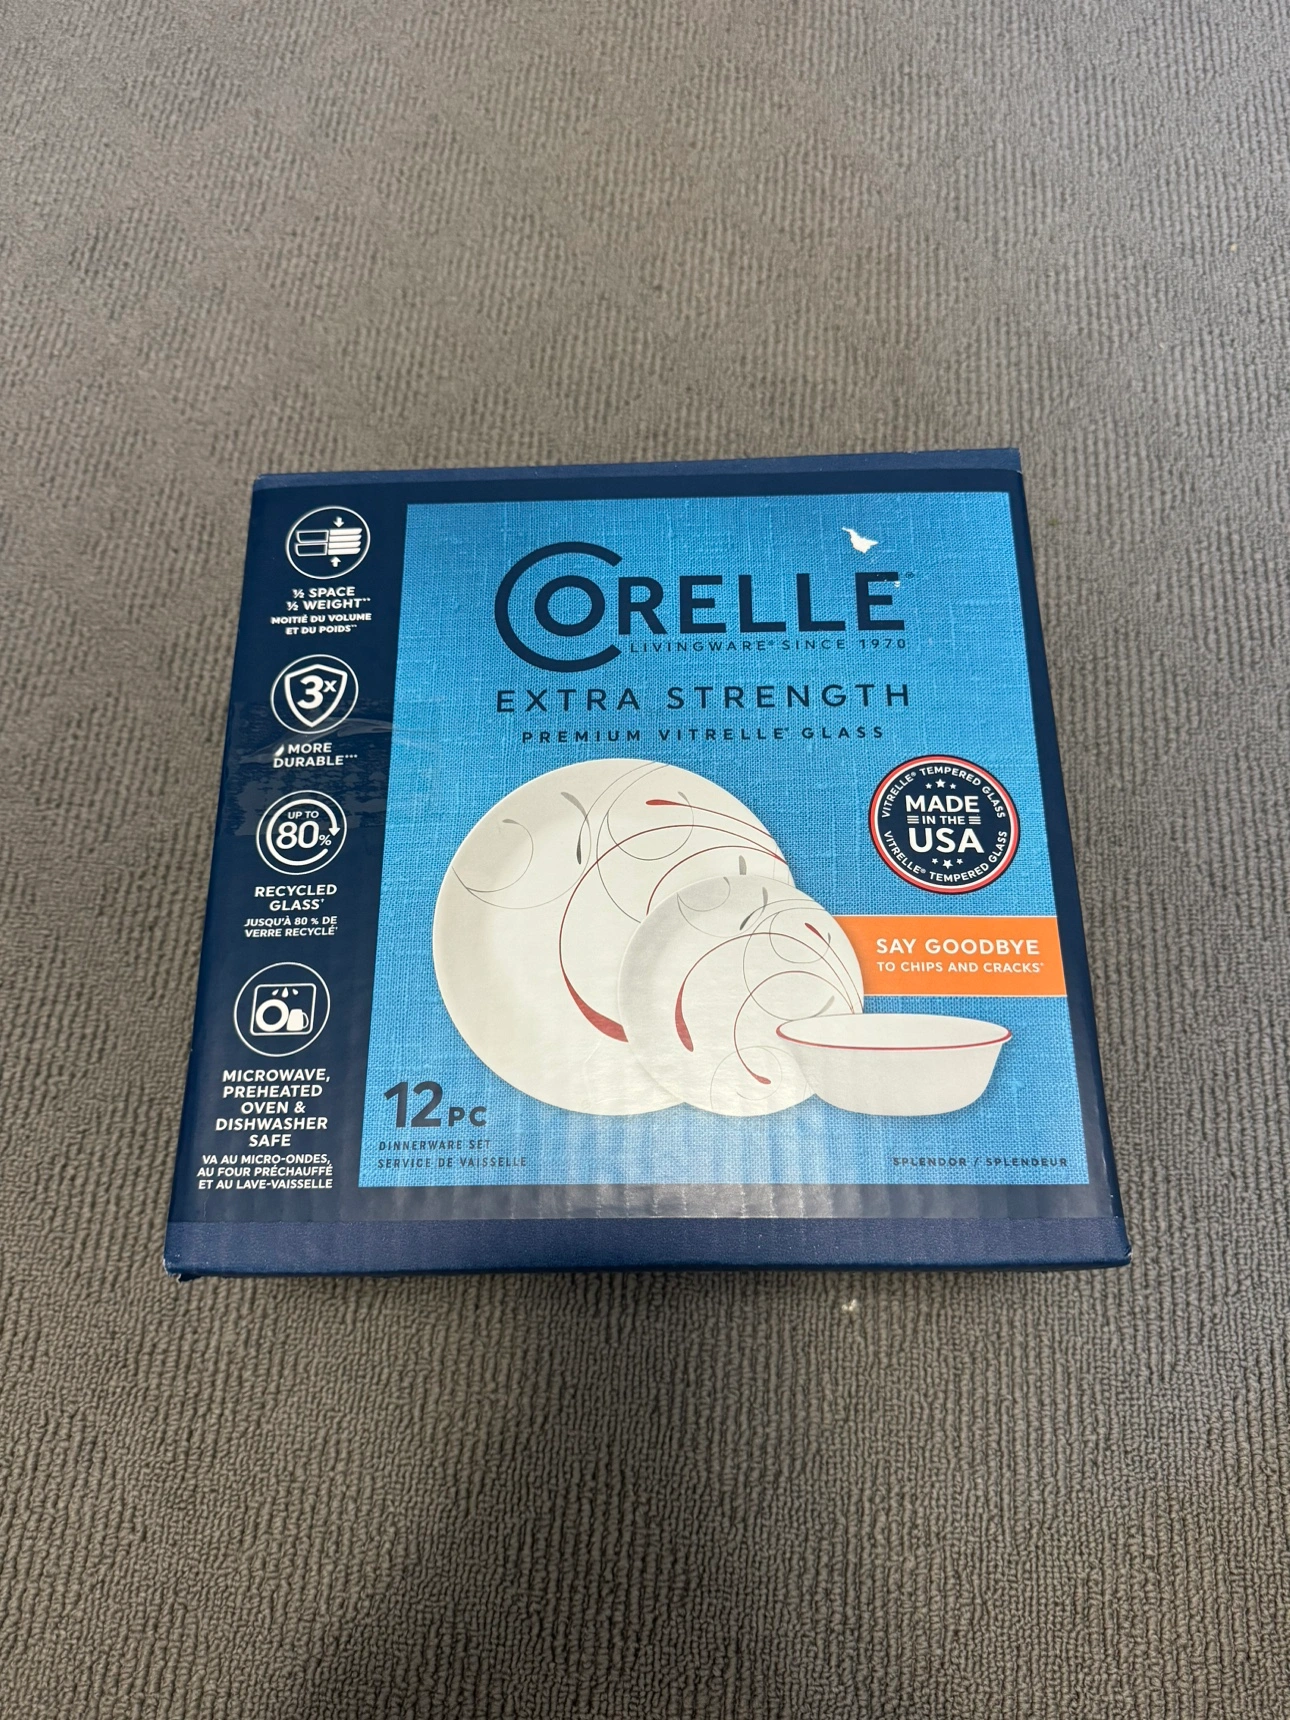 ½ SPACE
½ WEIGHT**
MOITIÉ DU VOLUME
ET DU POIDS**
3x
MORE
DURABLE***
UP TO
80%
RECYCLED
GLASS†
JUSQU'À 80 % DE
VERRE RECYCLÉ†
MICROWAVE,
PREHEATED
OVEN &
DISHWASHER
SAFE
VA AU MICRO-ONDES,
AU FOUR PRÉCHAUFFÉ
ET AU LAVE-VAISSELLE
CORELLE®
LIVINGWARE® SINCE 1970
EXTRA STRENGTH
PREMIUM VITRELLE® GLASS
VITRELLE® TEMPERED GLASS
MADE
IN THE
USA
VITRELLE® TEMPERED GLASS
SAY GOODBYE
TO CHIPS AND CRACKS*
12PC
DINNERWARE SET
SERVICE DE VAISSELLE
SPLENDOR / SPLENDEUR